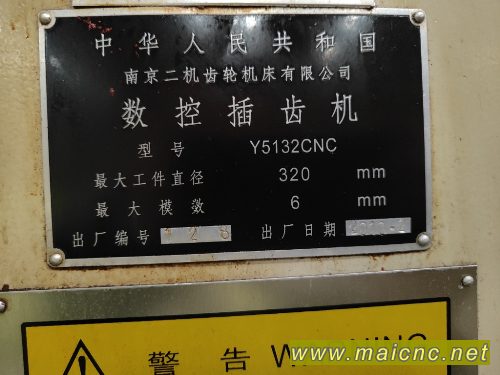 中华人民共和国
南京二机齿轮机床有限公司
数控插齿机
型号 Y5132CNC
最大工件直径 320 mm
最大模数 6 mm
出厂编号 128 出厂日期
警告 WARNING
www.maicnc.net